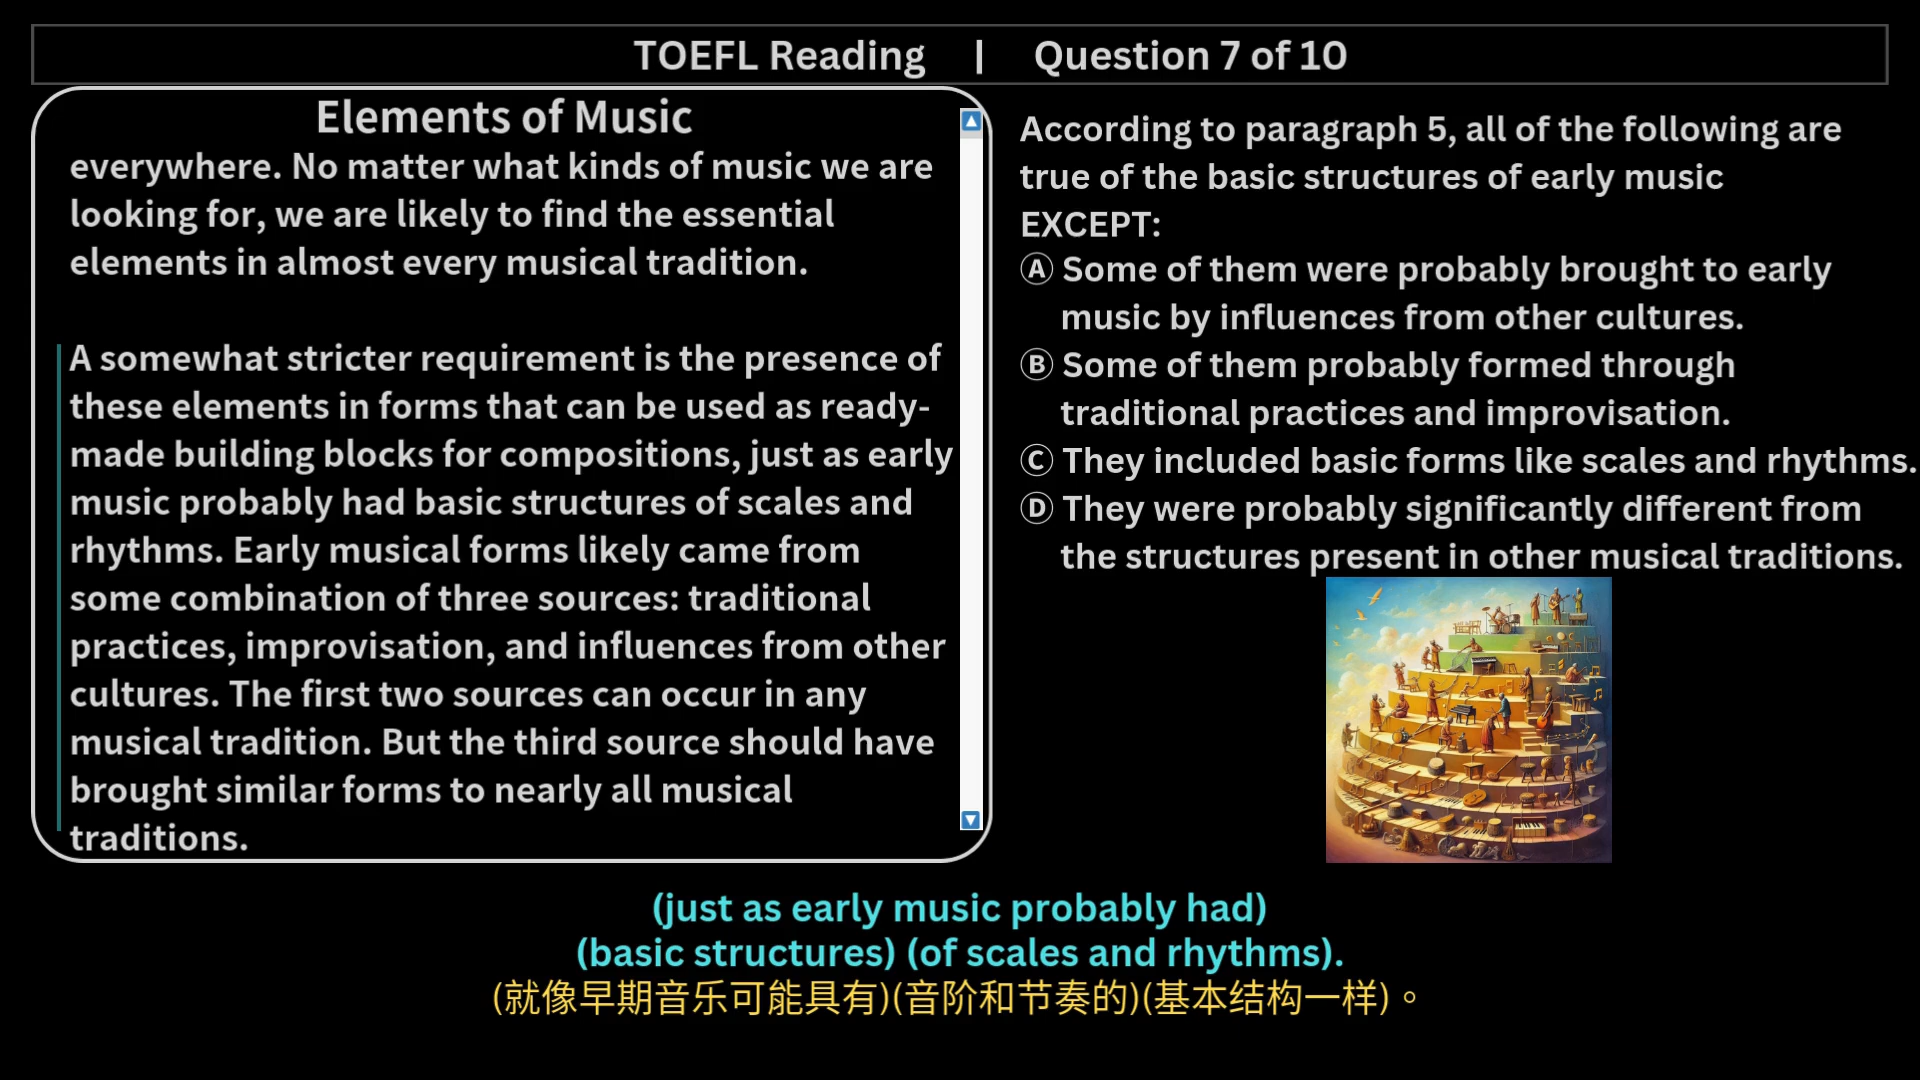 TOEFL Reading | Question 7 of 10
Elements of Music
everywhere. No matter what kinds of music we are
looking for, we are likely to find the essential
elements in almost every musical tradition.
A somewhat stricter requirement is the presence of
these elements in forms that can be used as ready-
made building blocks for compositions, just as early
music probably had basic structures of scales and
rhythms. Early musical forms likely came from
some combination of three sources: traditional
practices, improvisation, and influences from other
cultures. The first two sources can occur in any
musical tradition. But the third source should have
brought similar forms to nearly all musical
traditions.
According to paragraph 5, all of the following are
true of the basic structures of early music
EXCEPT:
Ⓐ Some of them were probably brought to early
music by influences from other cultures.
Ⓑ Some of them probably formed through
traditional practices and improvisation.
Ⓒ They included basic forms like scales and rhythms.
Ⓓ They were probably significantly different from
the structures present in other musical traditions.
(just as early music probably had)
(basic structures) (of scales and rhythms).
(就像早期音乐可能具有)(音阶和节奏的)(基本结构一样)。